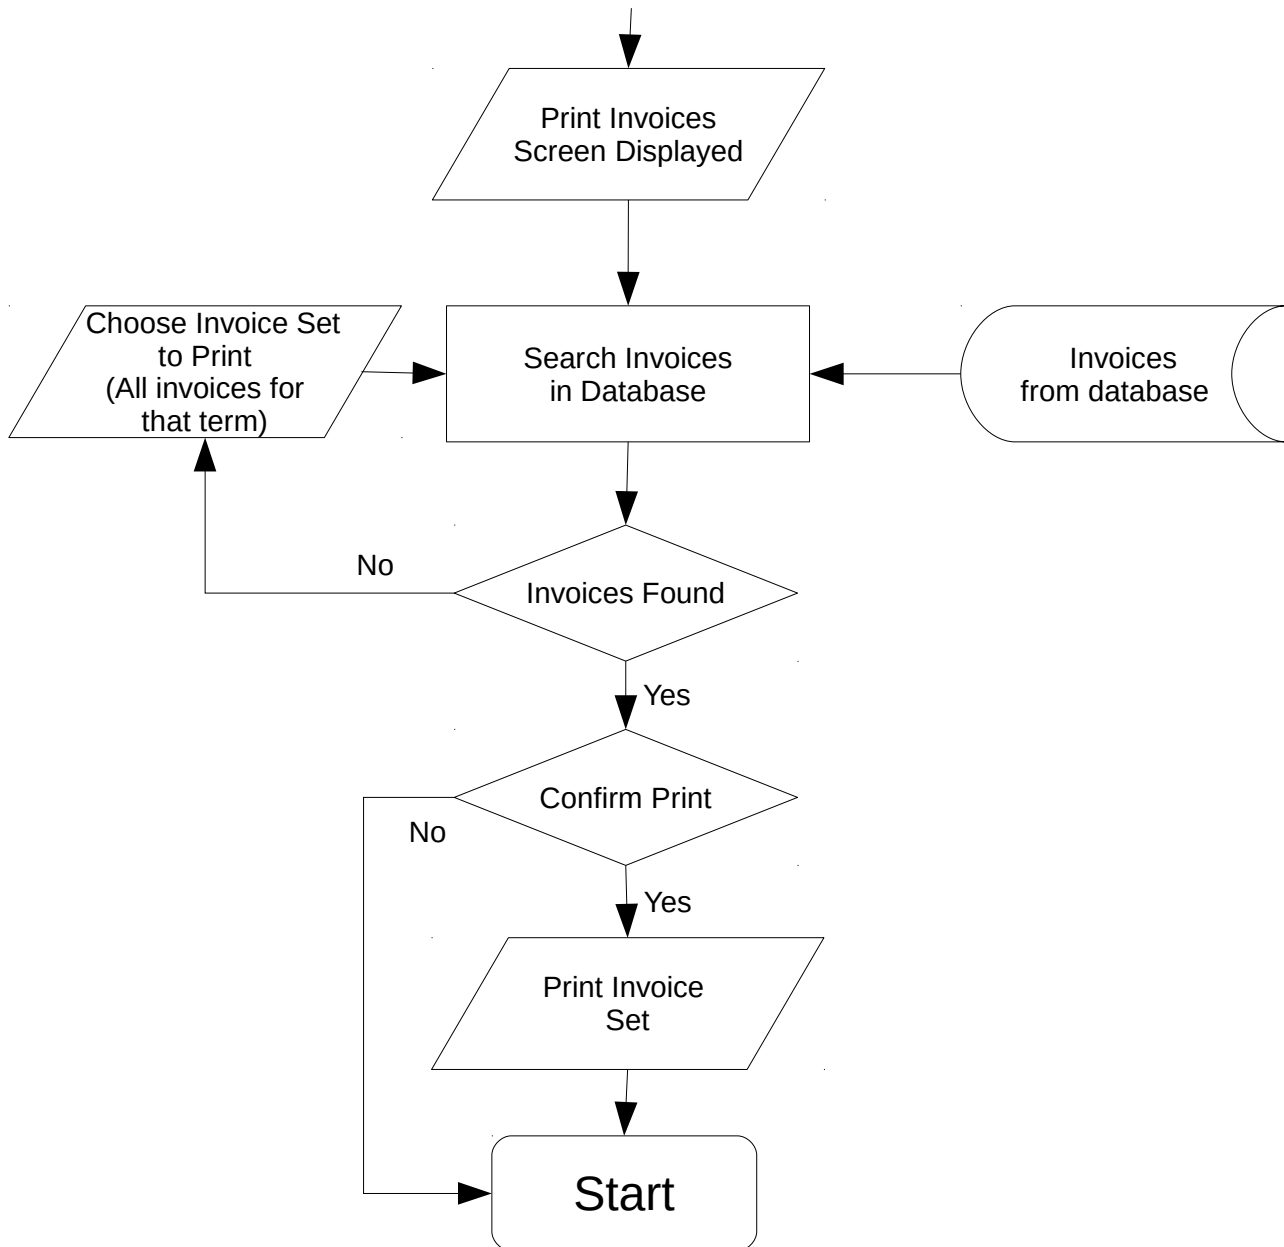 Print Invoices
Screen Displayed
Choose Invoice Set
to Print
(All invoices for
that term)
Search Invoices
in Database
Invoices
from database
No
Invoices Found
Yes
Confirm Print
No
Yes
Print Invoice
Set
Start